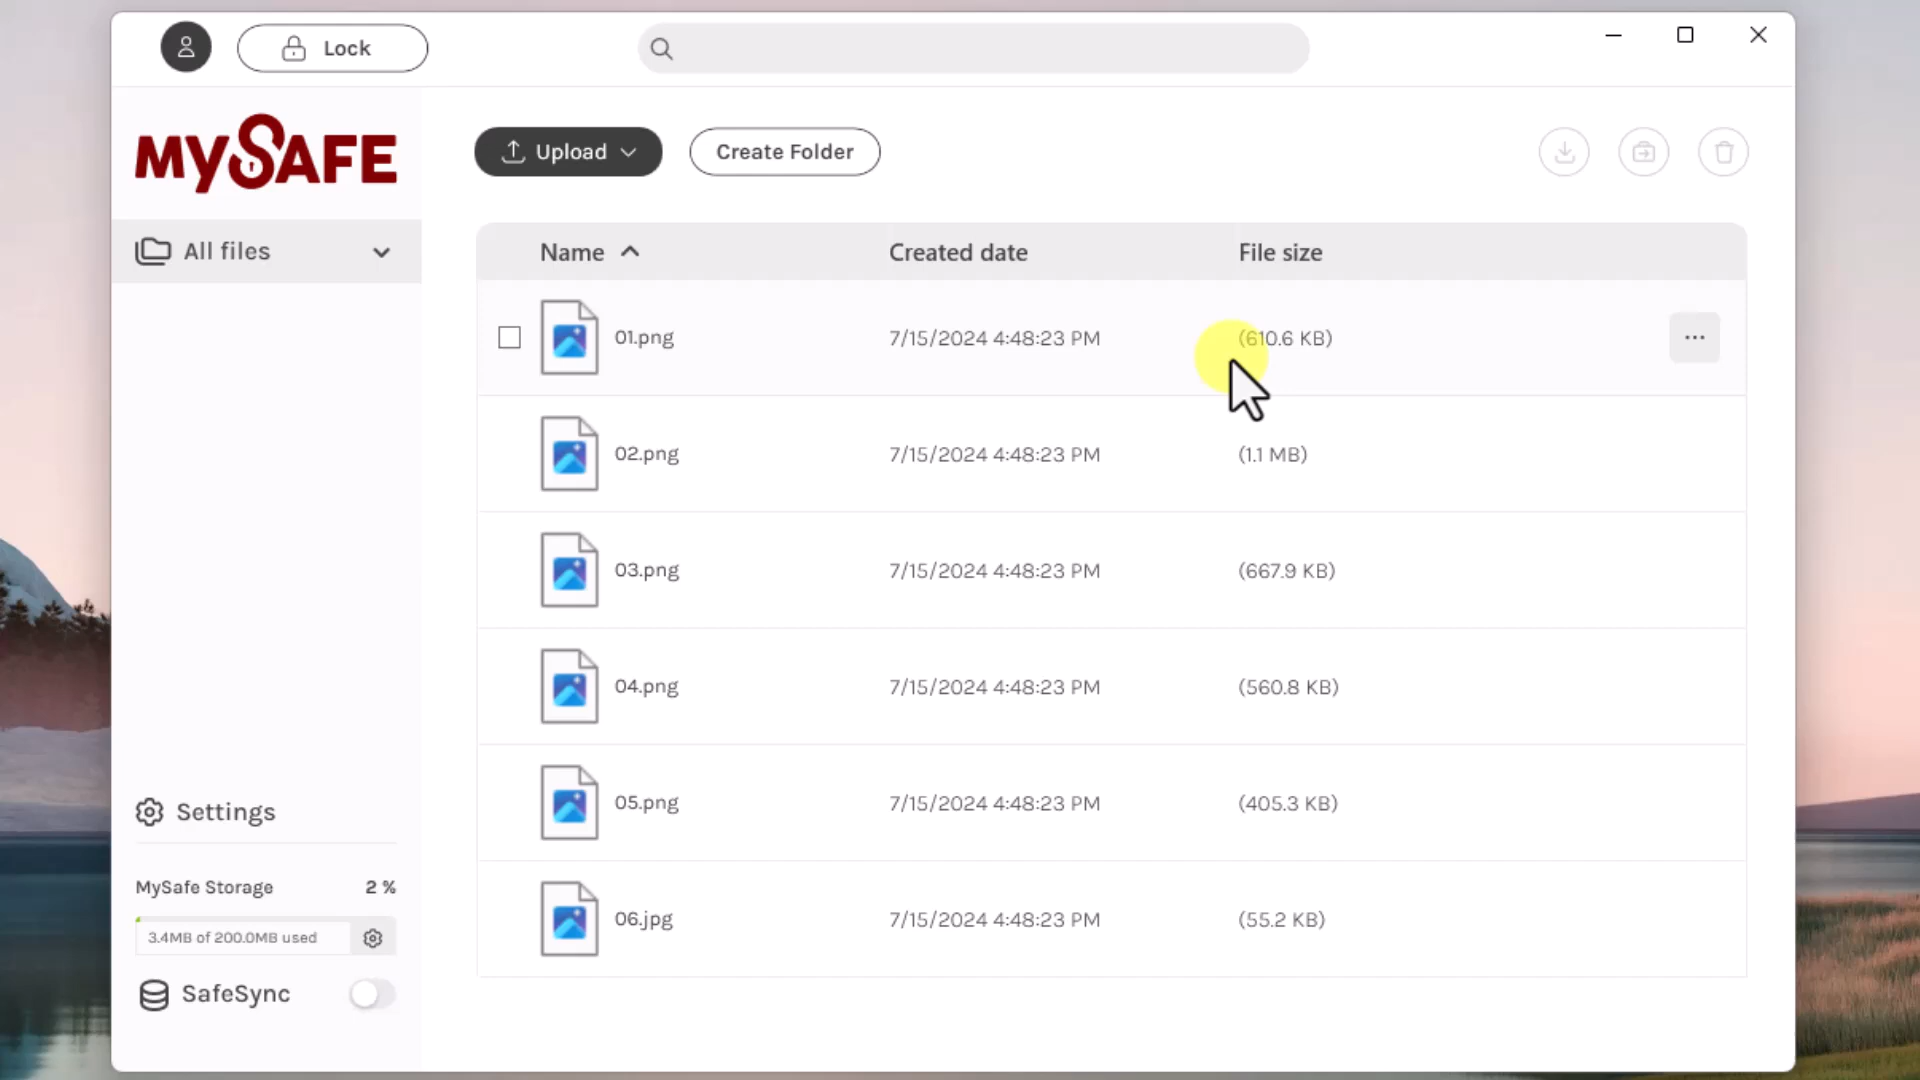 Lock
MYSAFE
Upload
Create Folder
All files
Name Created date File size
01.png 7/15/2024 4:48:23 PM (610.6 KB) ...
02.png 7/15/2024 4:48:23 PM (1.1 MB)
03.png 7/15/2024 4:48:23 PM (667.9 KB)
04.png 7/15/2024 4:48:23 PM (560.8 KB)
05.png 7/15/2024 4:48:23 PM (405.3 KB)
06.jpg 7/15/2024 4:48:23 PM (55.2 KB)
Settings
MySafe Storage 2 %
3.4MB of 200.0MB used
SafeSync